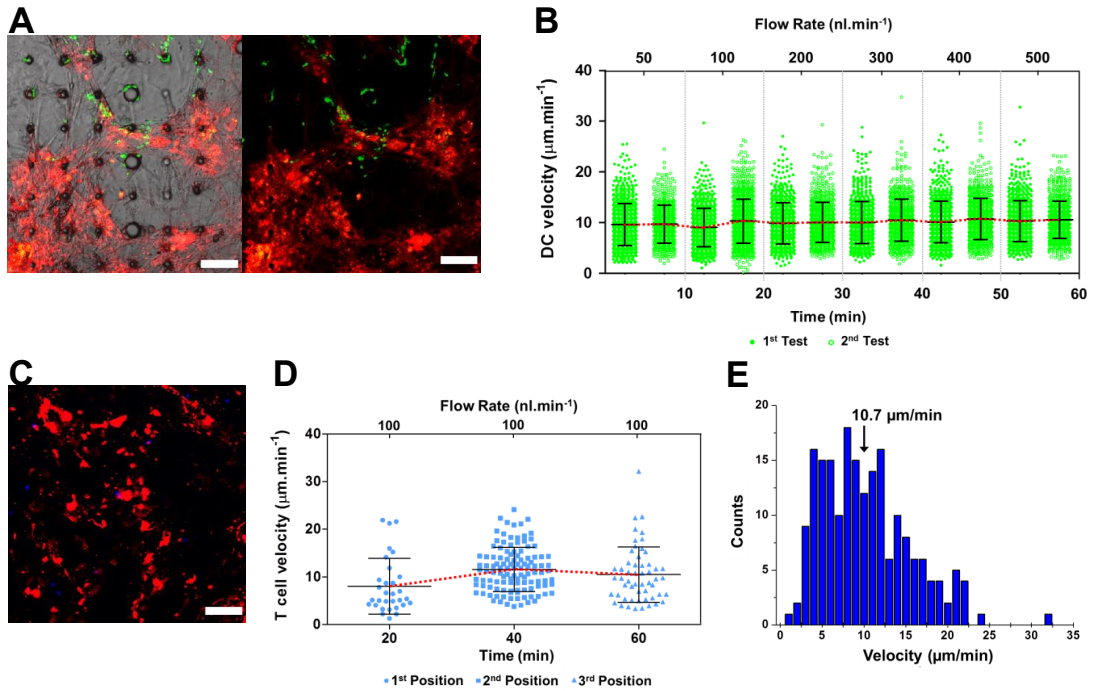 A
B
Flow Rate (nl.min-1)
50 100 200 300 400 500
40
30
20
10
0
DC velocity (µm.min-1)
10 20 30 40 50 60
Time (min)
1st Test 2nd Test
C
D
Flow Rate (nl.min-1)
100 100 100
40
30
20
10
0
T cell velocity (µm.min-1)
20 40 60
Time (min)
1st Position 2nd Position 3rd Position
E
10.7 µm/min
20
15
10
5
0
Counts
0 5 10 15 20 25 30 35
Velocity (µm/min)